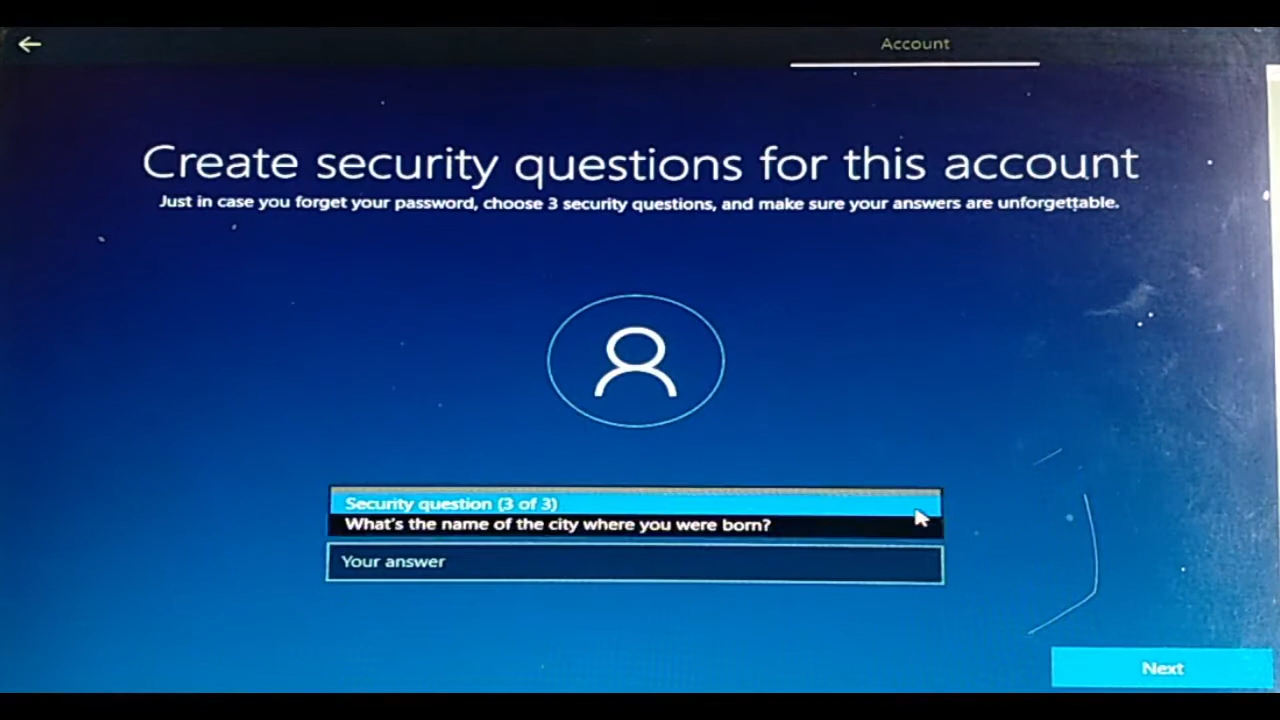 Account
Create security questions for this account
Just in case you forget your password, choose 3 security questions, and make sure your answers are unforgettable.
Security question (3 of 3)
What's the name of the city where you were born?
Your answer
Next